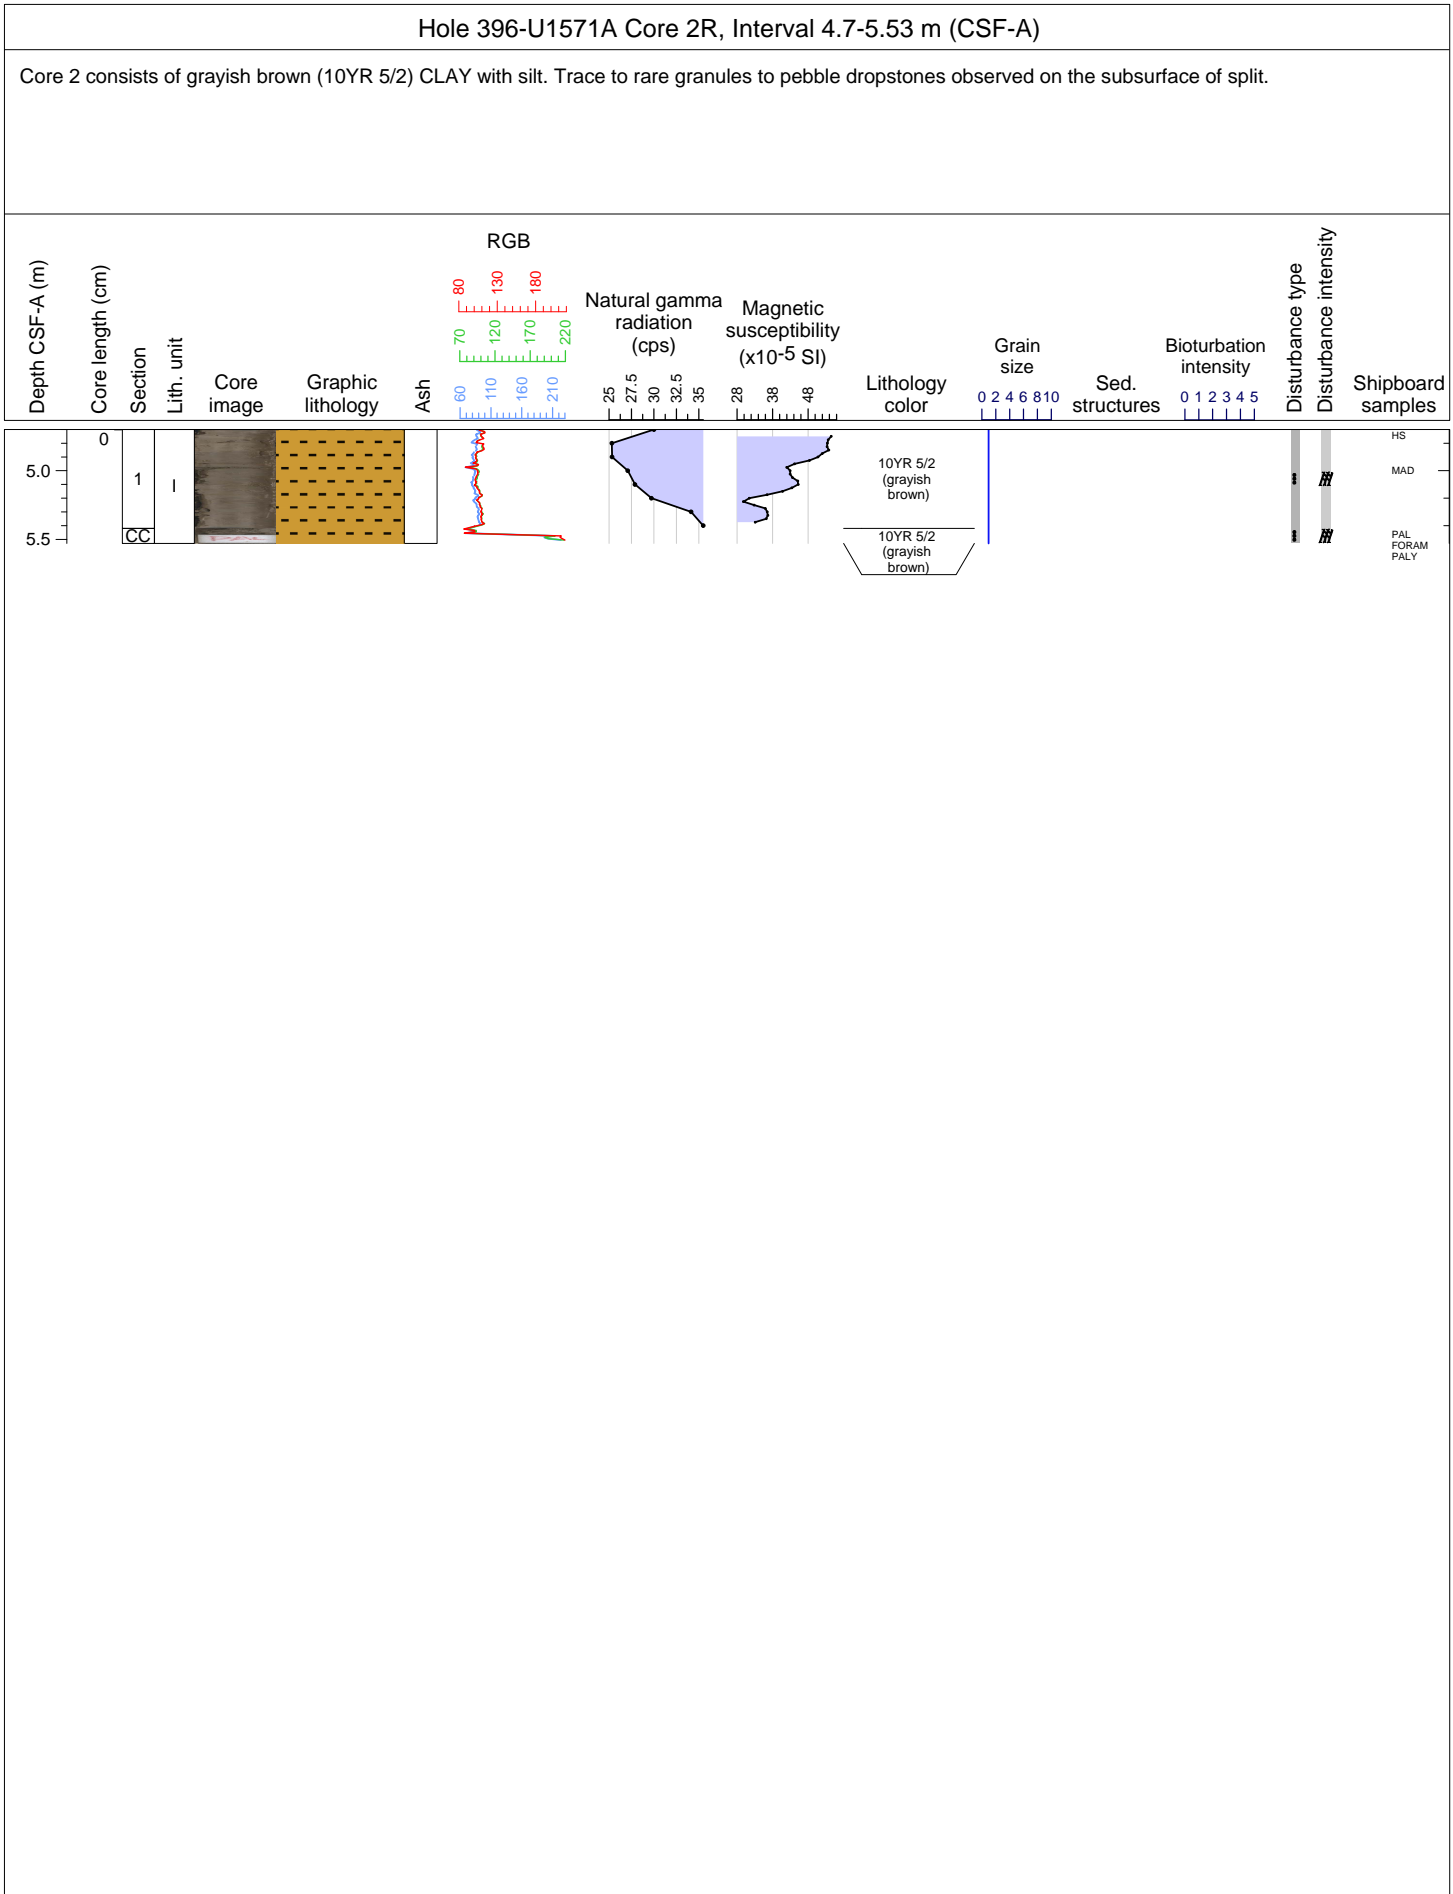 Hole 396-U1571A Core 2R, Interval 4.7-5.53 m (CSF-A)
Core 2 consists of grayish brown (10YR 5/2) CLAY with silt. Trace to rare granules to pebble dropstones observed on the subsurface of split.
Depth CSF-A (m)
Core length (cm)
Section
Lith. unit
Core
image
Graphic
lithology
Ash
RGB
80 130 180
70 120 170 220
60 110 160 210
Natural gamma
radiation
(cps)
25 27.5 30 32.5 35
Magnetic
susceptibility
(x10-5 SI)
28 38 48
Lithology
color
Grain
size
0 2 4 6 8 10
Sed.
structures
Bioturbation
intensity
0 1 2 3 4 5
Disturbance type
Disturbance intensity
Shipboard
samples
0
5.0
5.5
1
CC
I
PAL
10YR 5/2
(grayish
brown)
10YR 5/2
(grayish
brown)
HS
MAD
PAL
FORAM
PALY